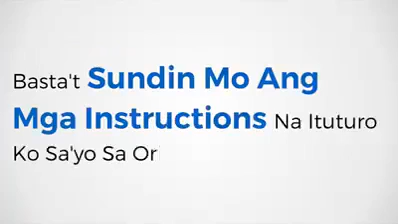 Basta't Sundin Mo Ang
Mga Instructions Na Ituturo
Ko Sa'yo Sa Or